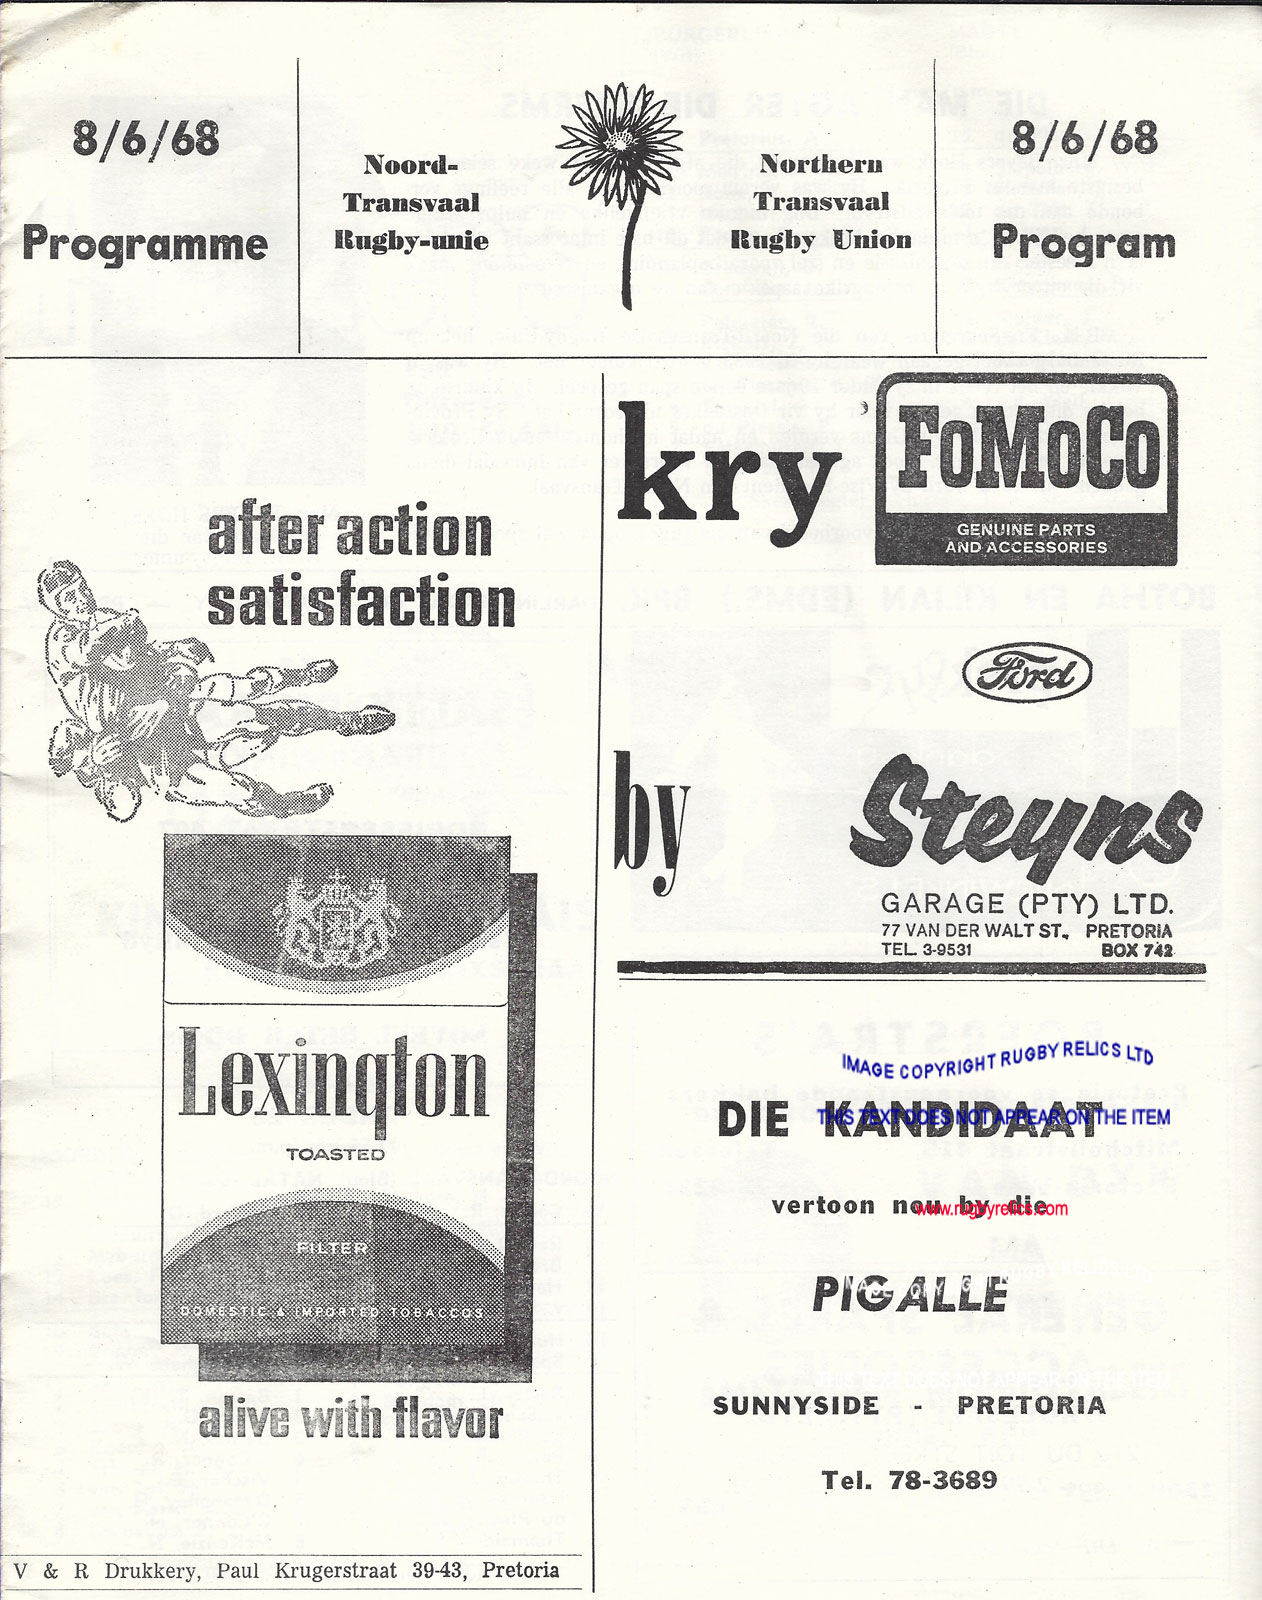 8/6/68
Programme
Noord-
Transvaal
Rugby-unie
Northern
Transvaal
Rugby Union
8/6/68
Program
after action
satisfaction
Lexington
TOASTED
FILTER
DOMESTIC & IMPORTED TOBACCOS
alive with flavor
V & R Drukkery, Paul Krugerstraat 39-43, Pretoria
kry
FoMoCo
GENUINE PARTS
AND ACCESSORIES
Ford
by
Steyns
GARAGE (PTY) LTD.
77 VAN DER WALT ST., PRETORIA
TEL. 3-9531 BOX 742
IMAGE COPYRIGHT RUGBY RELICS LTD
DIE KANDIDAAT
THIS TEXT DOES NOT APPEAR ON THE ITEM
vertoon nou by die
www.rugbyrelics.com
PIGALLE
SUNNYSIDE - PRETORIA
Tel. 78-3689